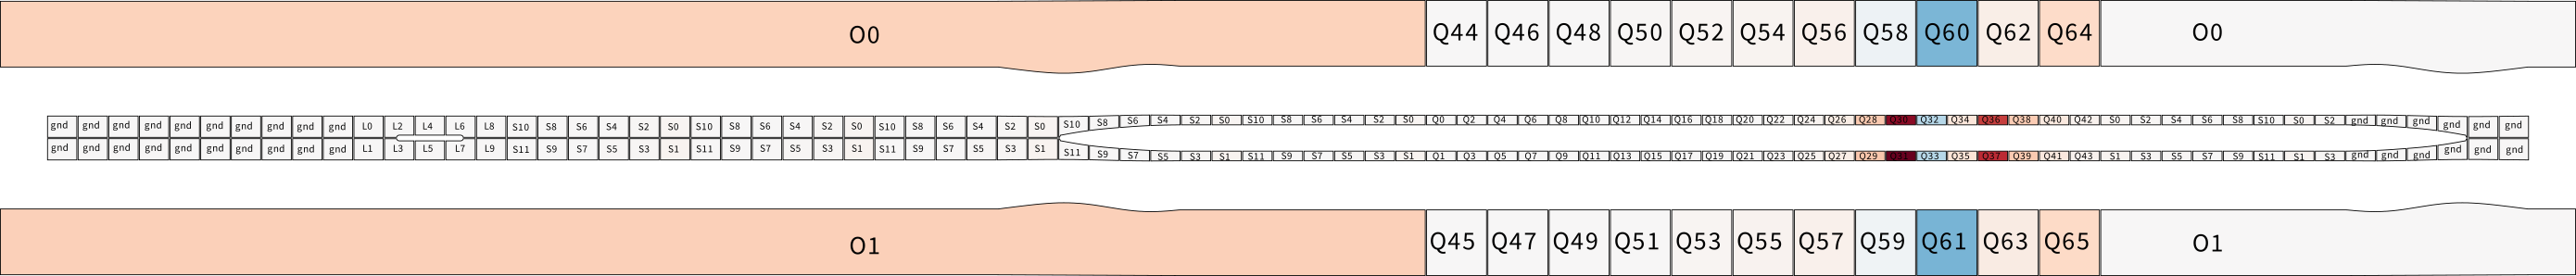 O0 Q44 Q46 Q48 Q50 Q52 Q54 Q56 Q58 Q60 Q62 Q64 O0
gnd gnd gnd gnd gnd gnd gnd gnd gnd gnd L0 L2 L4 L6 L8 S10 S8 S6 S4 S2 S0 S10 S8 S6 S4 S2 S0 S10 S8 S6 S4 S2 S0 S10 S8 S6 S4 S2 S0 S10 S8 S6 S4 S2 S0 Q0 Q2 Q4 Q6 Q8 Q10 Q12 Q14 Q16 Q18 Q20 Q22 Q24 Q26 Q28 Q30 Q32 Q34 Q36 Q38 Q40 Q42 S0 S2 S4 S6 S8 S10 S0 S2 gnd gnd gnd gnd gnd gnd
gnd gnd gnd gnd gnd gnd gnd gnd gnd gnd L1 L3 L5 L7 L9 S11 S9 S7 S5 S3 S1 S11 S9 S7 S5 S3 S1 S11 S9 S7 S5 S3 S1 S11 S9 S7 S5 S3 S1 S11 S9 S7 S5 S3 S1 Q1 Q3 Q5 Q7 Q9 Q11 Q13 Q15 Q17 Q19 Q21 Q23 Q25 Q27 Q29 Q31 Q33 Q35 Q37 Q39 Q41 Q43 S1 S3 S5 S7 S9 S11 S1 S3 gnd gnd gnd gnd gnd gnd
O1 Q45 Q47 Q49 Q51 Q53 Q55 Q57 Q59 Q61 Q63 Q65 O1